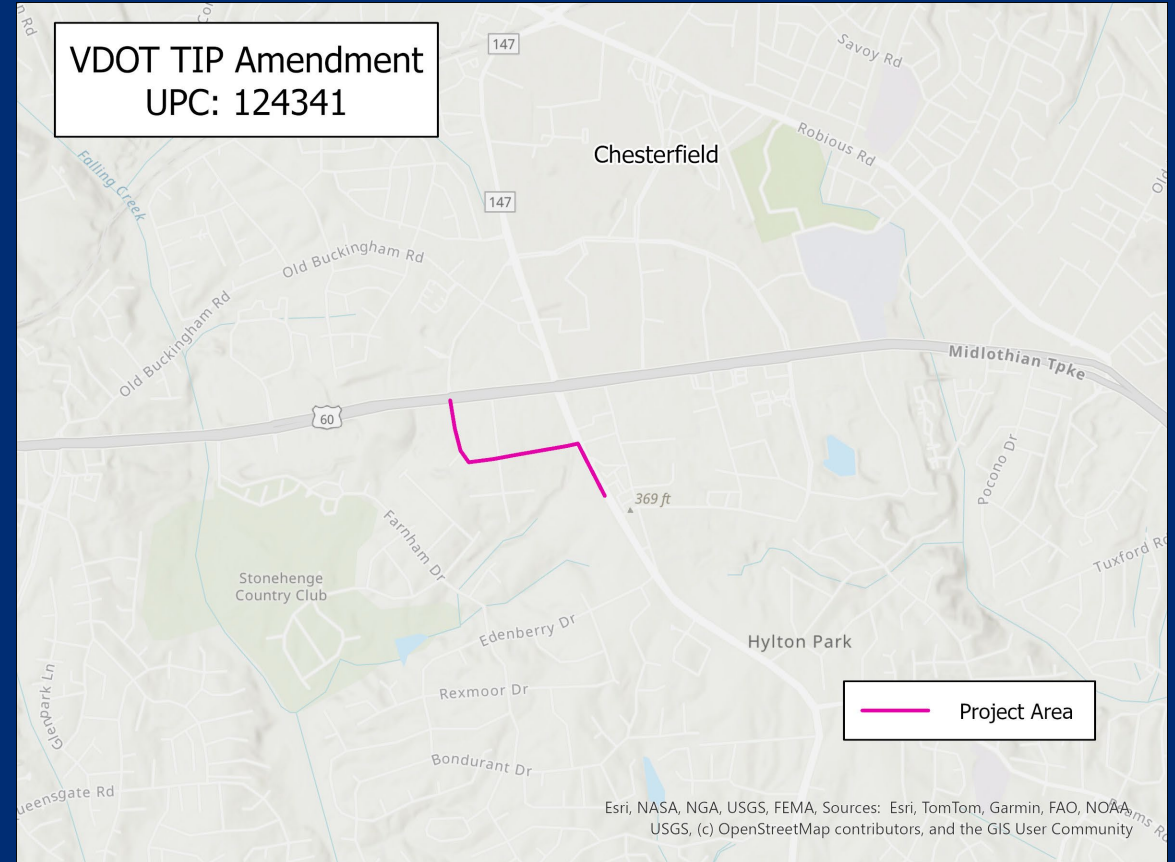 VDOT TIP Amendment
UPC: 124341
147
Savoy Rd
Robious Rd
Chesterfield
Falling Creek
147
Old Buckingham Rd
Old Buckingham Rd
Midlothian Tpke
60
Pocono Dr
369 ft
Farnham Dr
Tuxford Rd
Stonehenge
Country Club
Edenberry Dr
Hylton Park
Glenpark Ln
Rexmoor Dr
Project Area
Bondurant Dr
ueensgate Rd
Esri, NASA, NGA, USGS, FEMA, Sources: Esri, TomTom, Garmin, FAO, NOAA,
USGS, (c) OpenStreetMap contributors, and the GIS User Community